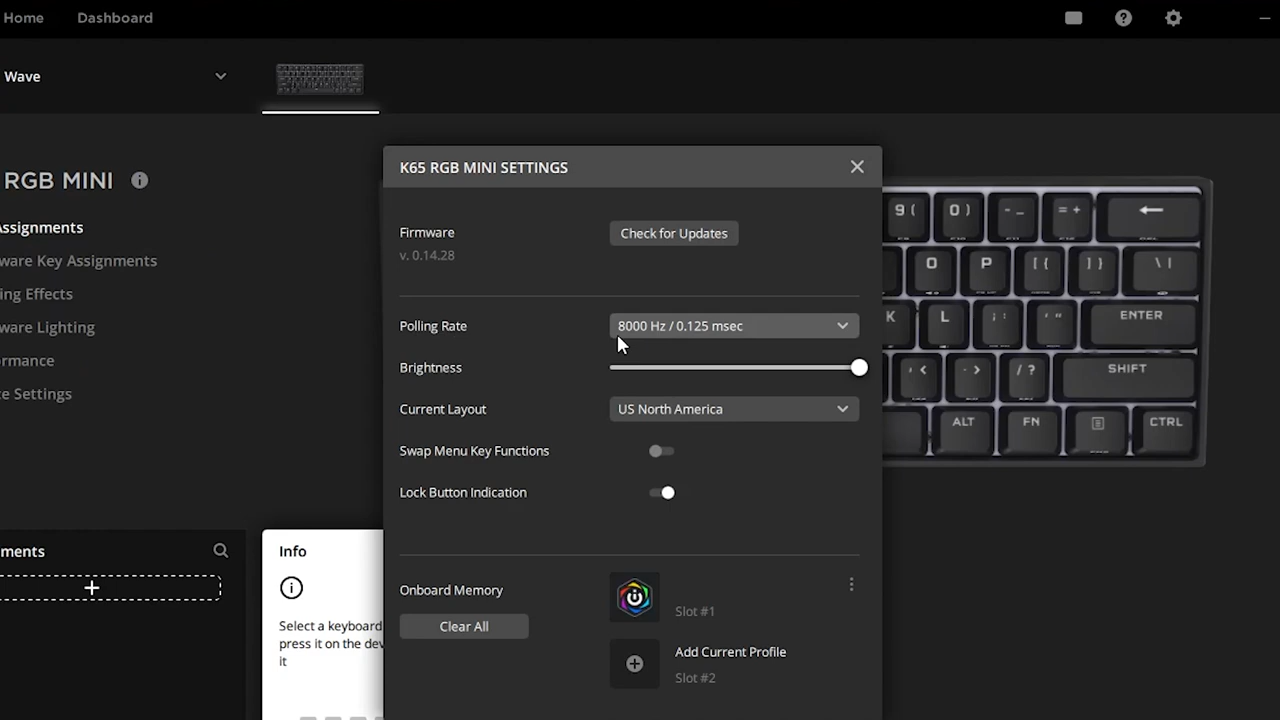 Home Dashboard
Wave
K65 RGB MINI SETTINGS
RGB MINI
Assignments
ware Key Assignments
ing Effects
ware Lighting
rmance
ce Settings
Firmware Check for Updates
v. 0.14.28
Polling Rate 8000 Hz / 0.125 msec
Brightness
Current Layout US North America
Swap Menu Key Functions
Lock Button Indication
Onboard Memory
Clear All
Slot #1
Add Current Profile
Slot #2
ments
Info
Select a keyboard
press it on the dev
it
9 ( 0 ) - _ = +
O P [ { ] } \ |
K L ; : ' " ENTER
, < . > / ? SHIFT
ALT FN CTRL